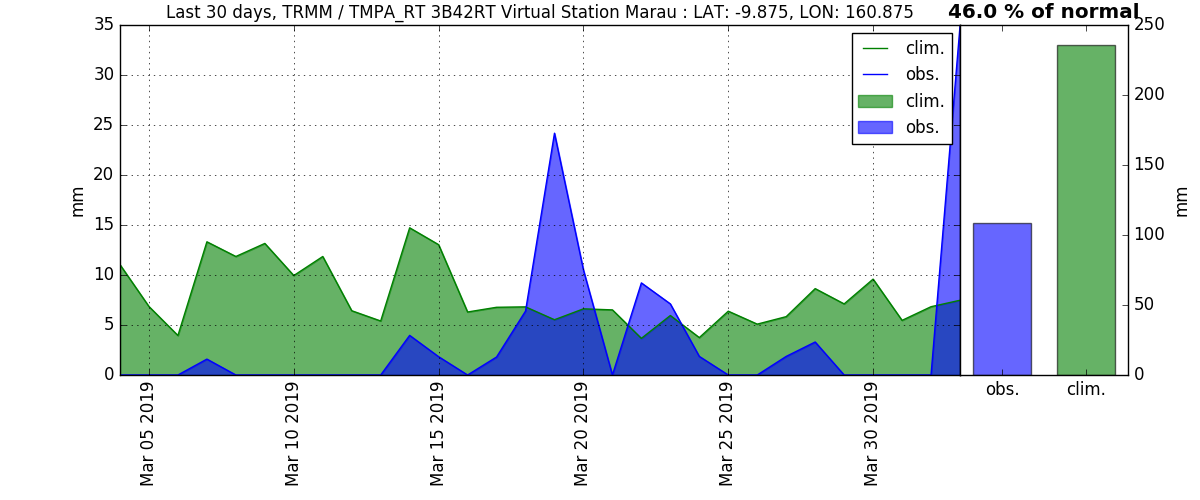 Last 30 days, TRMM / TMPA_RT 3B42RT Virtual Station Marau : LAT: -9.875, LON: 160.875
46.0 % of normal
35
30
25
20
15
10
5
0
mm
clim.
obs.
clim.
obs.
250
200
150
100
50
0
mm
obs.
clim.
Mar 05 2019
Mar 10 2019
Mar 15 2019
Mar 20 2019
Mar 25 2019
Mar 30 2019